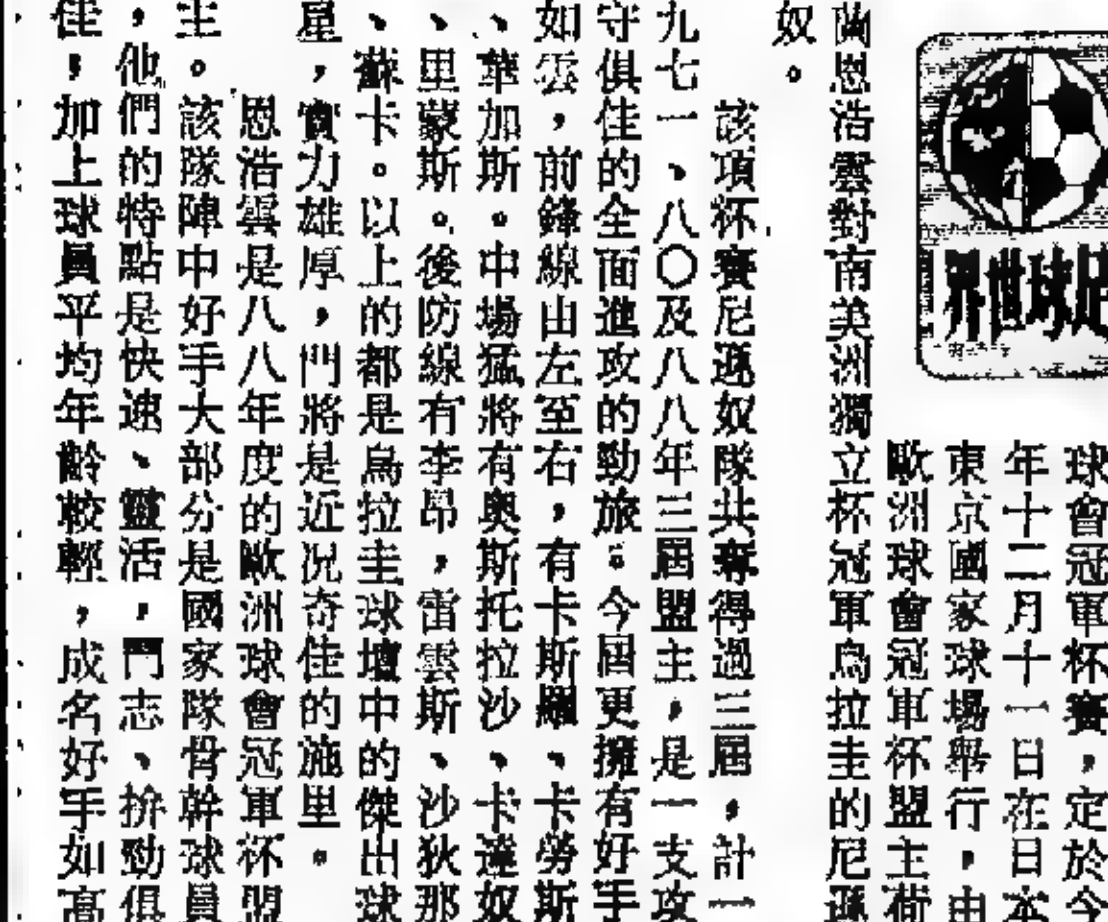 足球世界
球會冠軍杯賽，定於今
年十二月十一日在日本
東京國家球場舉行，由
歐洲球會冠軍杯盟主荷
蘭恩浩雲對南美洲獨立杯冠軍烏拉圭的尼遜
奴。
該項杯賽尼遜奴隊共奪得過三屆，計一
九七一、八〇及八八年三屆盟主，是一支攻
守俱佳的全面進攻的勁旅。今屆更擁有好手
如雲，前鋒線由左至右，有卡斯羅、卡勞斯
、華加斯。中場猛將有奧斯托拉沙、卡達奴
、里蒙斯。後防線有李昂，雷雲斯、沙狄那
、蘇卡。以上的都是烏拉圭球壇中的傑出球
星，實力雄厚，門將是近況奇佳的施里。
恩浩雲是八八年度的歐洲球會冠軍杯盟
主。該隊陣中好手大部分是國家隊骨幹球員
，他們的特點是快速、靈活，鬥志、拚勁俱
佳，加上球員平均年齡較輕，成名好手如高